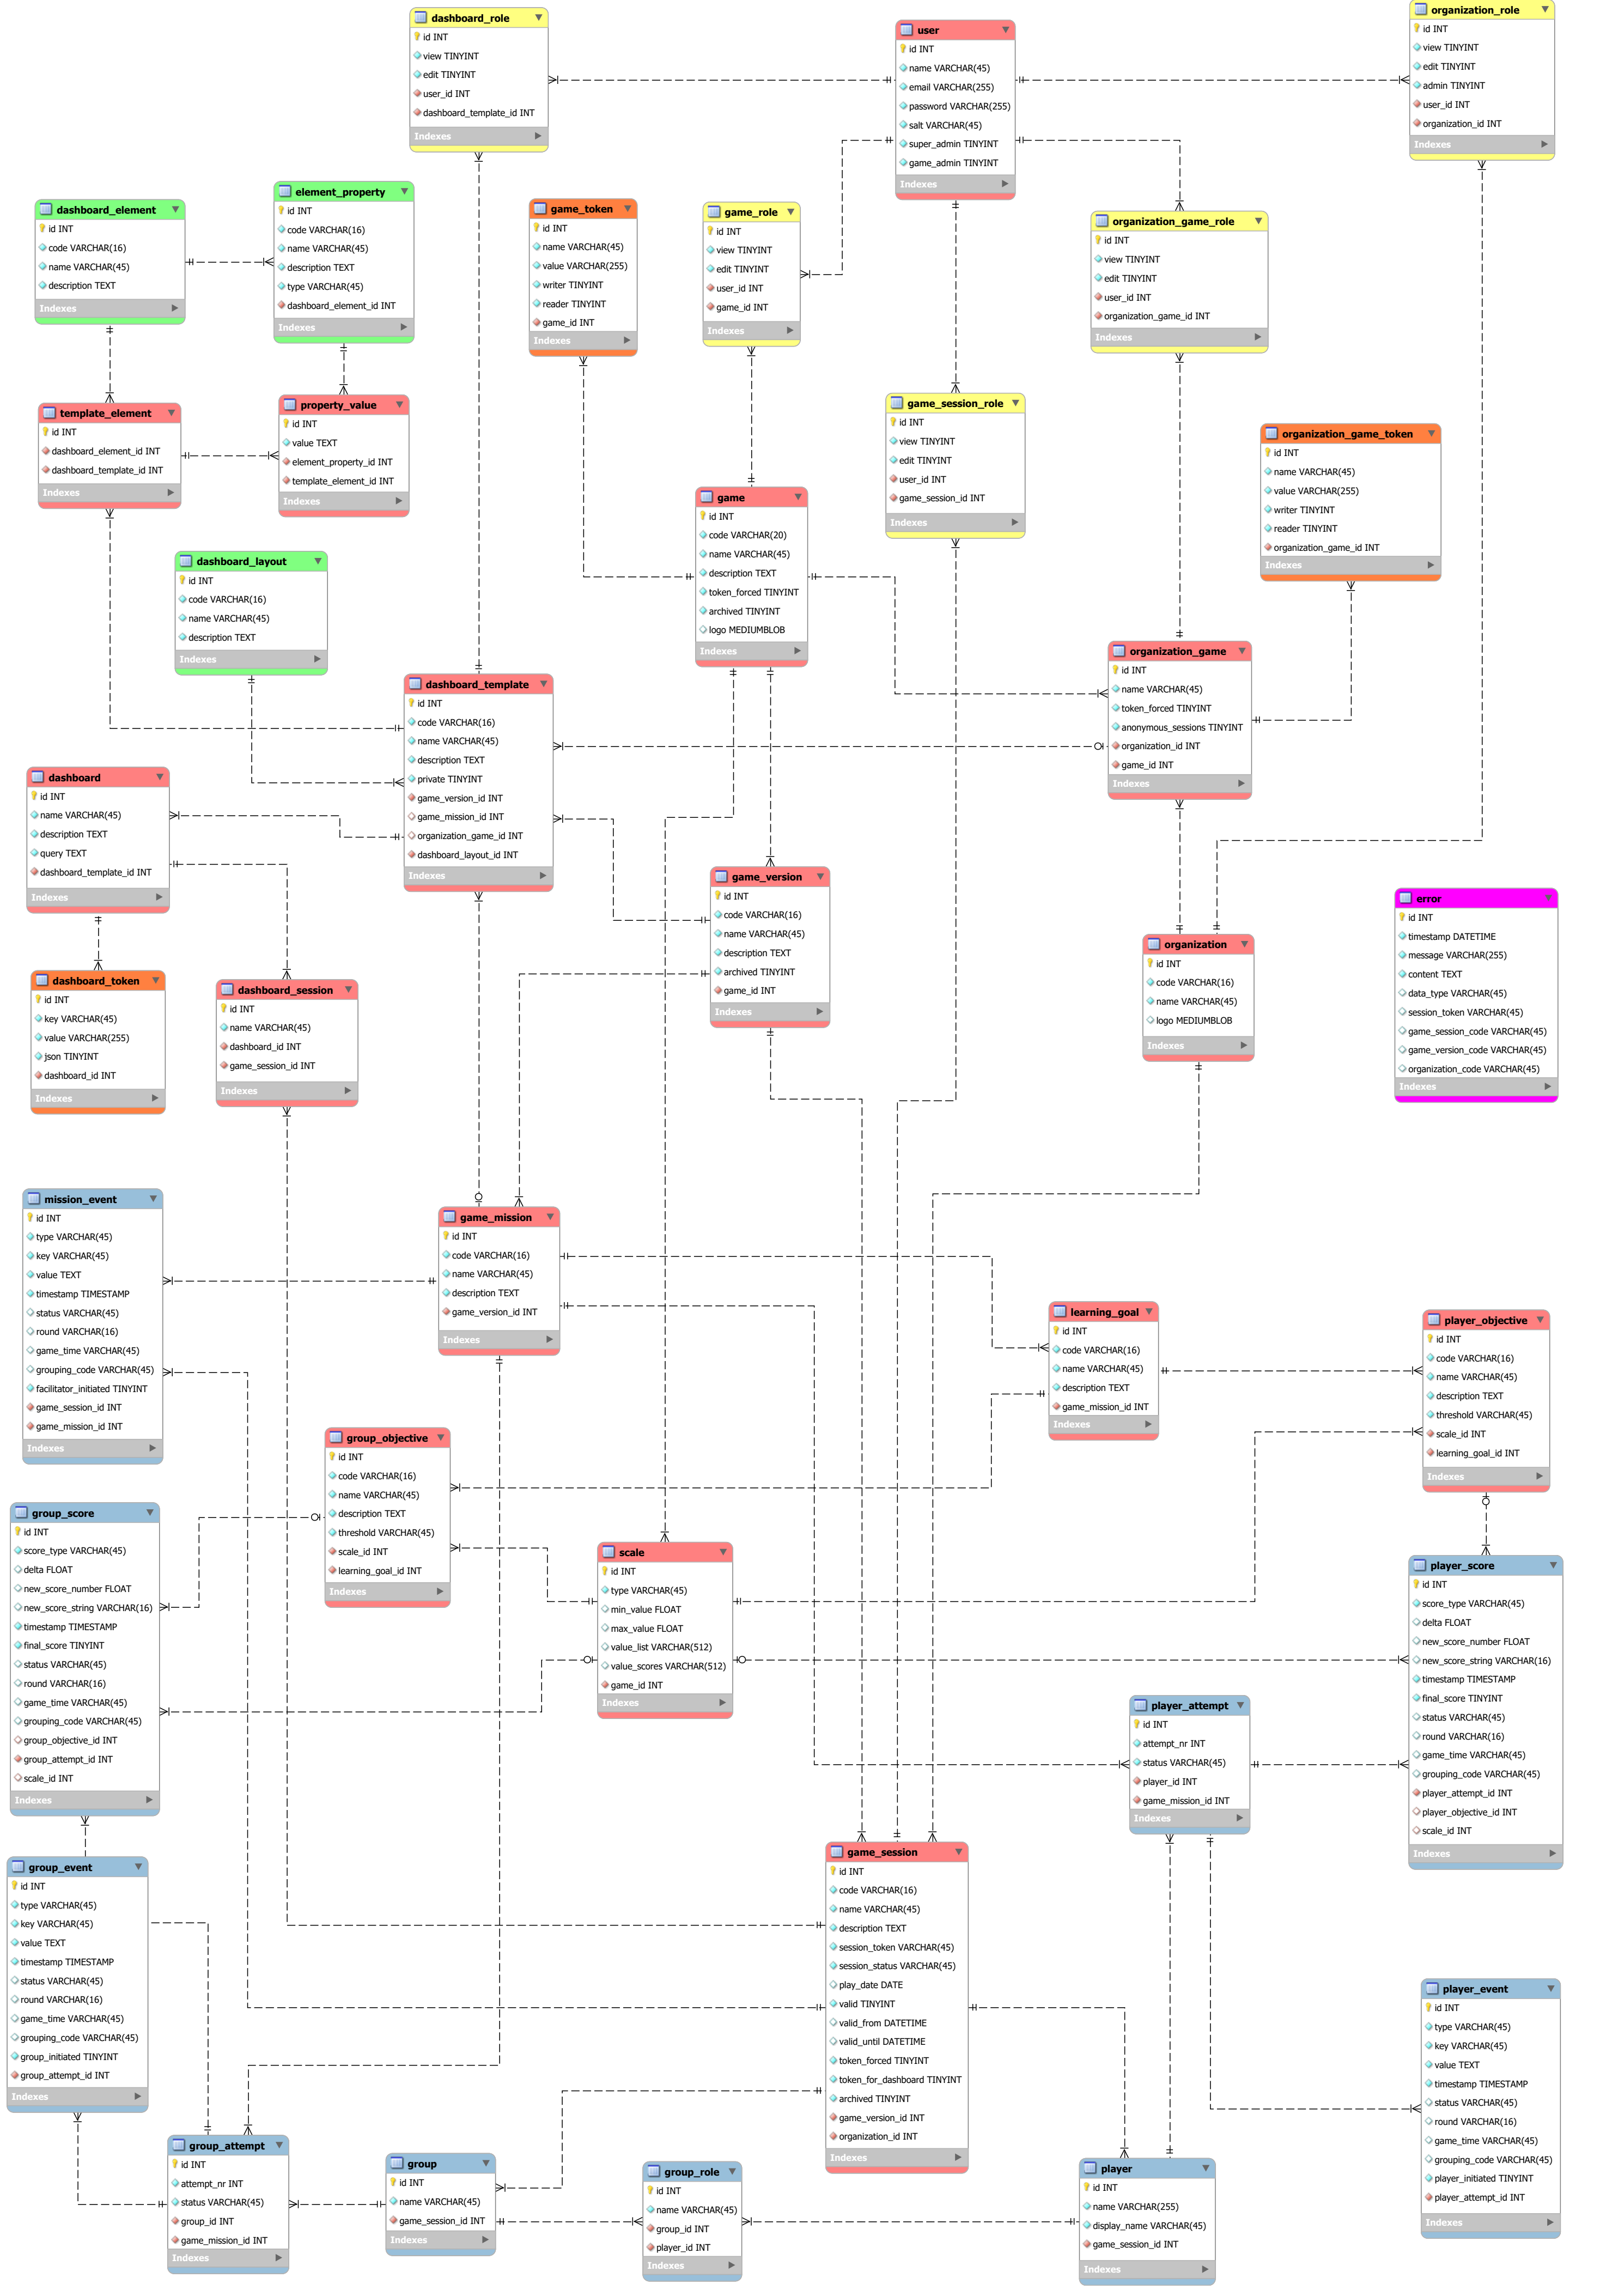 dashboard_role
id INT
view TINYINT
edit TINYINT
user_id INT
dashboard_template_id INT
Indexes
user
id INT
name VARCHAR(45)
email VARCHAR(255)
password VARCHAR(255)
salt VARCHAR(45)
super_admin TINYINT
game_admin TINYINT
Indexes
organization_role
id INT
view TINYINT
edit TINYINT
admin TINYINT
user_id INT
organization_id INT
Indexes
dashboard_element
id INT
code VARCHAR(16)
name VARCHAR(45)
description TEXT
Indexes
element_property
id INT
code VARCHAR(16)
name VARCHAR(45)
description TEXT
type VARCHAR(45)
dashboard_element_id INT
Indexes
game_token
id INT
name VARCHAR(45)
value VARCHAR(255)
writer TINYINT
reader TINYINT
game_id INT
Indexes
game_role
id INT
view TINYINT
edit TINYINT
user_id INT
game_id INT
Indexes
organization_game_role
id INT
view TINYINT
edit TINYINT
user_id INT
organization_game_id INT
Indexes
template_element
id INT
dashboard_element_id INT
dashboard_template_id INT
Indexes
property_value
id INT
value TEXT
element_property_id INT
template_element_id INT
Indexes
game_session_role
id INT
view TINYINT
edit TINYINT
user_id INT
game_session_id INT
Indexes
organization_game_token
id INT
name VARCHAR(45)
value VARCHAR(255)
writer TINYINT
reader TINYINT
organization_game_id INT
Indexes
game
id INT
code VARCHAR(20)
name VARCHAR(45)
description TEXT
token_forced TINYINT
archived TINYINT
logo MEDIUMBLOB
Indexes
dashboard_layout
id INT
code VARCHAR(16)
name VARCHAR(45)
description TEXT
Indexes
dashboard_template
id INT
code VARCHAR(16)
name VARCHAR(45)
description TEXT
private TINYINT
game_version_id INT
game_mission_id INT
organization_game_id INT
dashboard_layout_id INT
Indexes
organization_game
id INT
name VARCHAR(45)
token_forced TINYINT
anonymous_sessions TINYINT
organization_id INT
game_id INT
Indexes
dashboard
id INT
name VARCHAR(45)
description TEXT
query TEXT
dashboard_template_id INT
Indexes
game_version
id INT
code VARCHAR(16)
name VARCHAR(45)
description TEXT
archived TINYINT
game_id INT
Indexes
error
id INT
timestamp DATETIME
message VARCHAR(255)
content TEXT
data_type VARCHAR(45)
session_token VARCHAR(45)
game_session_code VARCHAR(45)
game_version_code VARCHAR(45)
organization_code VARCHAR(45)
Indexes
organization
id INT
code VARCHAR(16)
name VARCHAR(45)
logo MEDIUMBLOB
Indexes
dashboard_token
id INT
key VARCHAR(45)
value VARCHAR(255)
json TINYINT
dashboard_id INT
Indexes
dashboard_session
id INT
name VARCHAR(45)
dashboard_id INT
game_session_id INT
Indexes
mission_event
id INT
type VARCHAR(45)
key VARCHAR(45)
value TEXT
timestamp TIMESTAMP
status VARCHAR(45)
round VARCHAR(16)
game_time VARCHAR(45)
grouping_code VARCHAR(45)
facilitator_initiated TINYINT
game_session_id INT
game_mission_id INT
Indexes
game_mission
id INT
code VARCHAR(16)
name VARCHAR(45)
description TEXT
game_version_id INT
Indexes
learning_goal
id INT
code VARCHAR(16)
name VARCHAR(45)
description TEXT
game_mission_id INT
Indexes
player_objective
id INT
code VARCHAR(16)
name VARCHAR(45)
description TEXT
threshold VARCHAR(45)
scale_id INT
learning_goal_id INT
Indexes
group_objective
id INT
code VARCHAR(16)
name VARCHAR(45)
description TEXT
threshold VARCHAR(45)
scale_id INT
learning_goal_id INT
Indexes
group_score
id INT
score_type VARCHAR(45)
delta FLOAT
new_score_number FLOAT
new_score_string VARCHAR(16)
timestamp TIMESTAMP
final_score TINYINT
status VARCHAR(45)
round VARCHAR(16)
game_time VARCHAR(45)
grouping_code VARCHAR(45)
group_objective_id INT
group_attempt_id INT
scale_id INT
Indexes
scale
id INT
type VARCHAR(45)
min_value FLOAT
max_value FLOAT
value_list VARCHAR(512)
value_scores VARCHAR(512)
game_id INT
Indexes
player_score
id INT
score_type VARCHAR(45)
delta FLOAT
new_score_number FLOAT
new_score_string VARCHAR(16)
timestamp TIMESTAMP
final_score TINYINT
status VARCHAR(45)
round VARCHAR(16)
game_time VARCHAR(45)
grouping_code VARCHAR(45)
player_attempt_id INT
player_objective_id INT
scale_id INT
Indexes
player_attempt
id INT
attempt_nr INT
status VARCHAR(45)
player_id INT
game_mission_id INT
Indexes
group_event
id INT
type VARCHAR(45)
key VARCHAR(45)
value TEXT
timestamp TIMESTAMP
status VARCHAR(45)
round VARCHAR(16)
game_time VARCHAR(45)
grouping_code VARCHAR(45)
group_initiated TINYINT
group_attempt_id INT
Indexes
game_session
id INT
code VARCHAR(16)
name VARCHAR(45)
description TEXT
session_token VARCHAR(45)
session_status VARCHAR(45)
play_date DATE
valid TINYINT
valid_from DATETIME
valid_until DATETIME
token_forced TINYINT
token_for_dashboard TINYINT
archived TINYINT
game_version_id INT
organization_id INT
Indexes
player_event
id INT
type VARCHAR(45)
key VARCHAR(45)
value TEXT
timestamp TIMESTAMP
status VARCHAR(45)
round VARCHAR(16)
game_time VARCHAR(45)
grouping_code VARCHAR(45)
player_initiated TINYINT
player_attempt_id INT
Indexes
group_attempt
id INT
attempt_nr INT
status VARCHAR(45)
group_id INT
game_mission_id INT
Indexes
group
id INT
name VARCHAR(45)
game_session_id INT
Indexes
group_role
id INT
name VARCHAR(45)
group_id INT
player_id INT
Indexes
player
id INT
name VARCHAR(255)
display_name VARCHAR(45)
game_session_id INT
Indexes